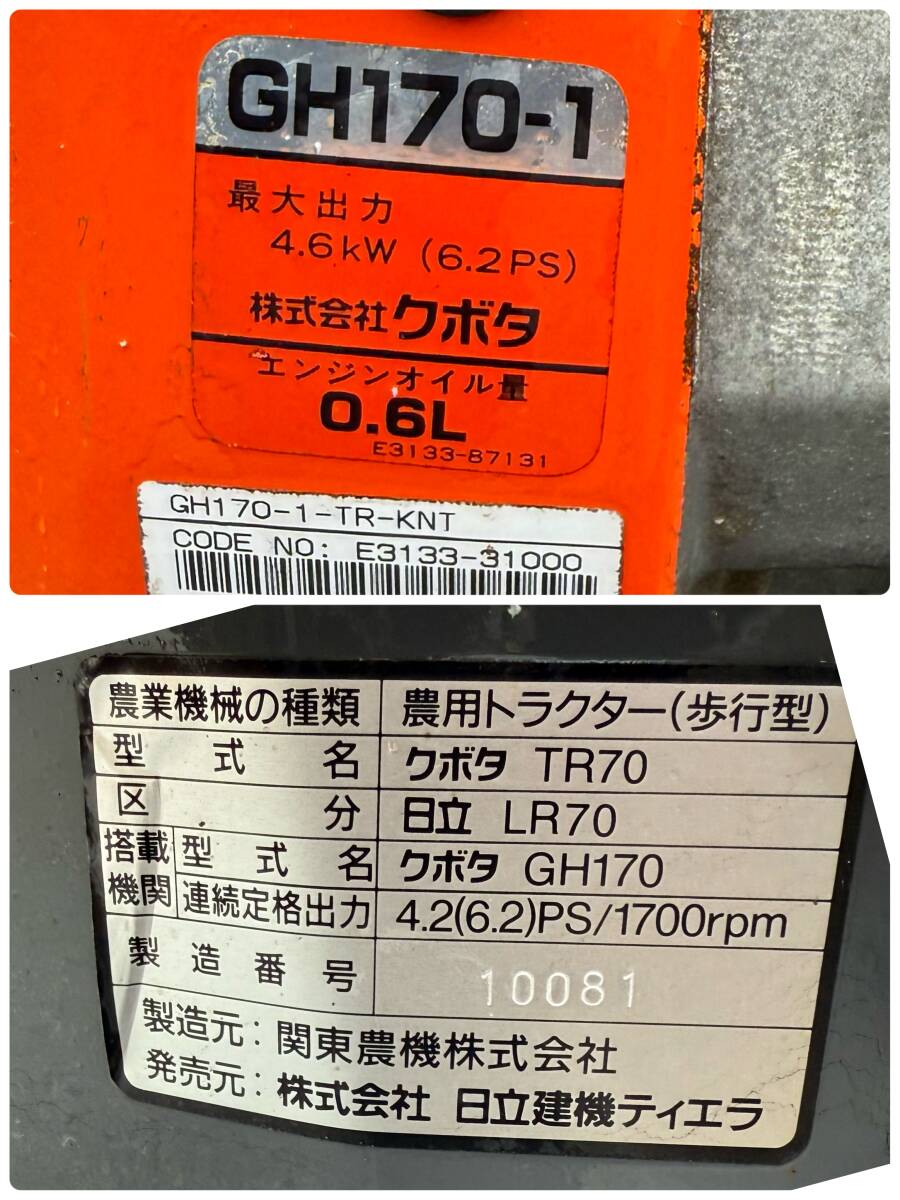 GH170-1
最大出力
4.6kW (6.2PS)
株式会社クボタ
エンジンオイル量
0.6L
E3133-87131
GH170-1-TR-KNT
CODE NO: E3133-31000
農業機械の種類 農用トラクター(歩行型)
型式名 クボタ TR70
区分 日立 LR70
搭載機関 型式名 クボタ GH170
連続定格出力 4.2(6.2)PS/1700rpm
製造番号 10081
製造元: 関東農機株式会社
発売元: 株式会社 日立建機ティエラ